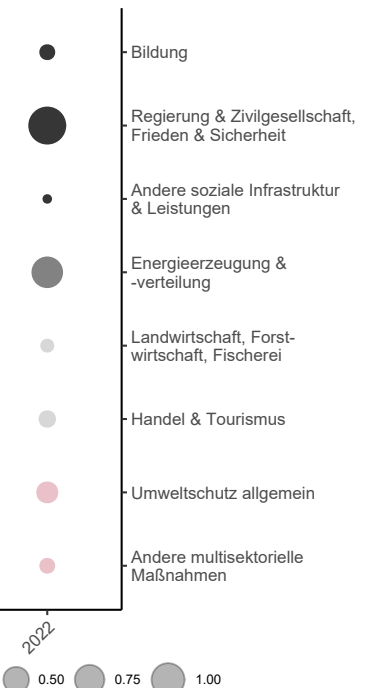 Bildung
Regierung & Zivilgesellschaft,
Frieden & Sicherheit
Andere soziale Infrastruktur
& Leistungen
Energieerzeugung &
-verteilung
Landwirtschaft, Forst-
wirtschaft, Fischerei
Handel & Tourismus
Umweltschutz allgemein
Andere multisektorielle
Maßnahmen
2022
0.50 0.75 1.00